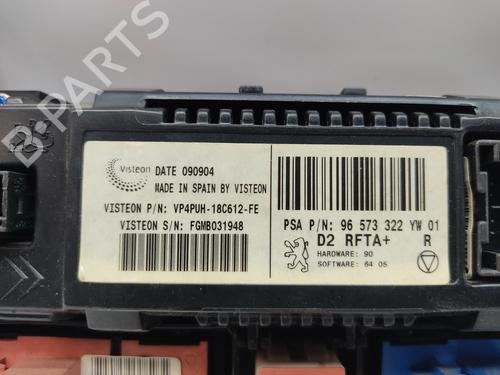 Visteon
DATE 090904
MADE IN SPAIN BY VISTEON
VISTEON P/N: VP4PUH-18C612-FE
VISTEON S/N: FGMB031948
PSA P/N: 96 573 322 YW 01
D2 RFTA+ R
HARDWARE: 90
SOFTWARE: 64 05